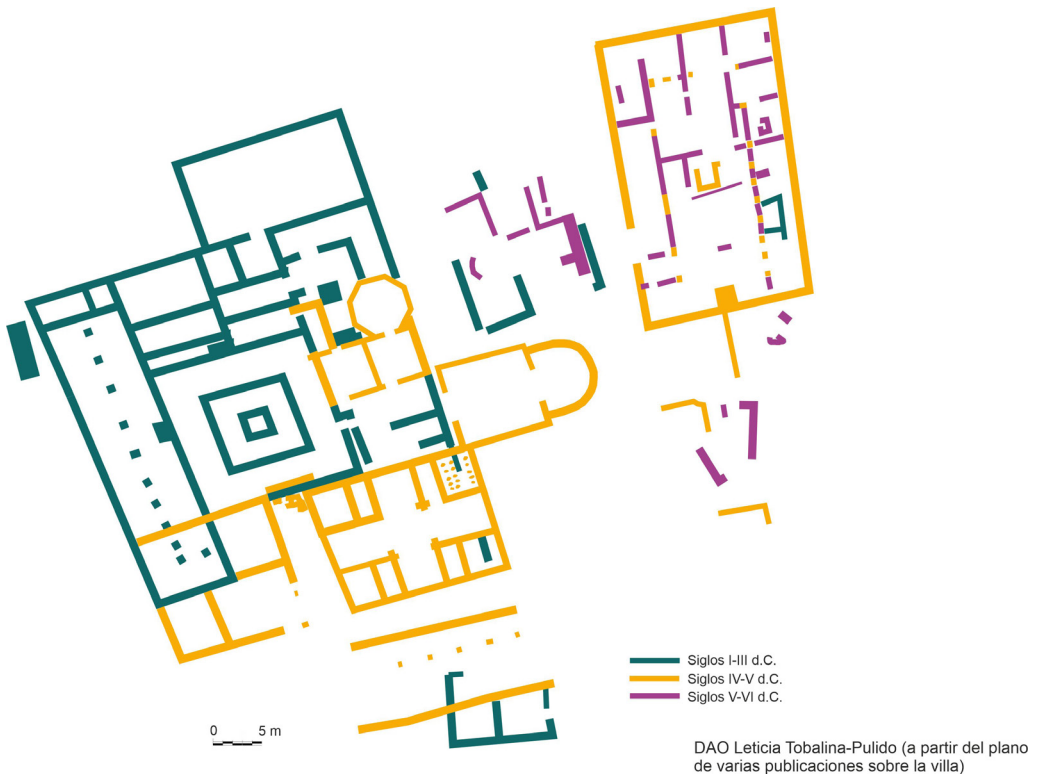 Siglos I-III d.C.
Siglos IV-V d.C.
Siglos V-VI d.C.
0 5 m
DAO Leticia Tobalina-Pulido (a partir del plano
de varias publicaciones sobre la villa)